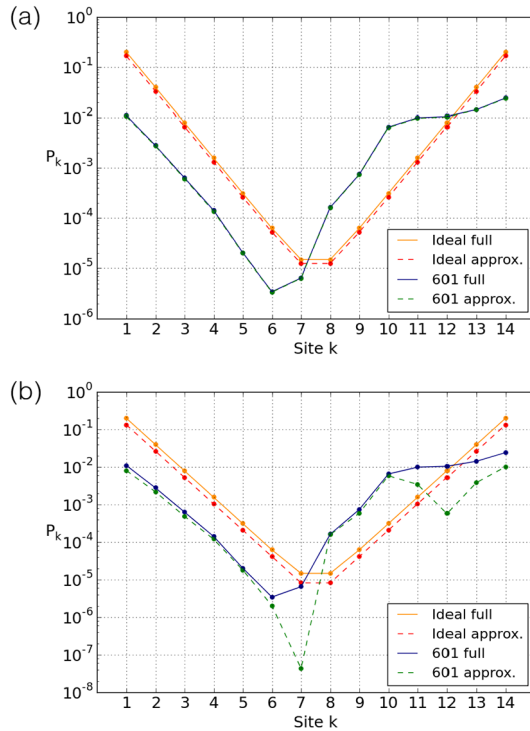 (a)
10^0
10^-1
10^-2
P_k
10^-3
10^-4
10^-5
10^-6
1 2 3 4 5 6 7 8 9 10 11 12 13 14
Site k
Ideal full
Ideal approx.
601 full
601 approx.
(b)
10^0
10^-1
10^-2
10^-3
P_k
10^-4
10^-5
10^-6
10^-7
10^-8
1 2 3 4 5 6 7 8 9 10 11 12 13 14
Site k
Ideal full
Ideal approx.
601 full
601 approx.